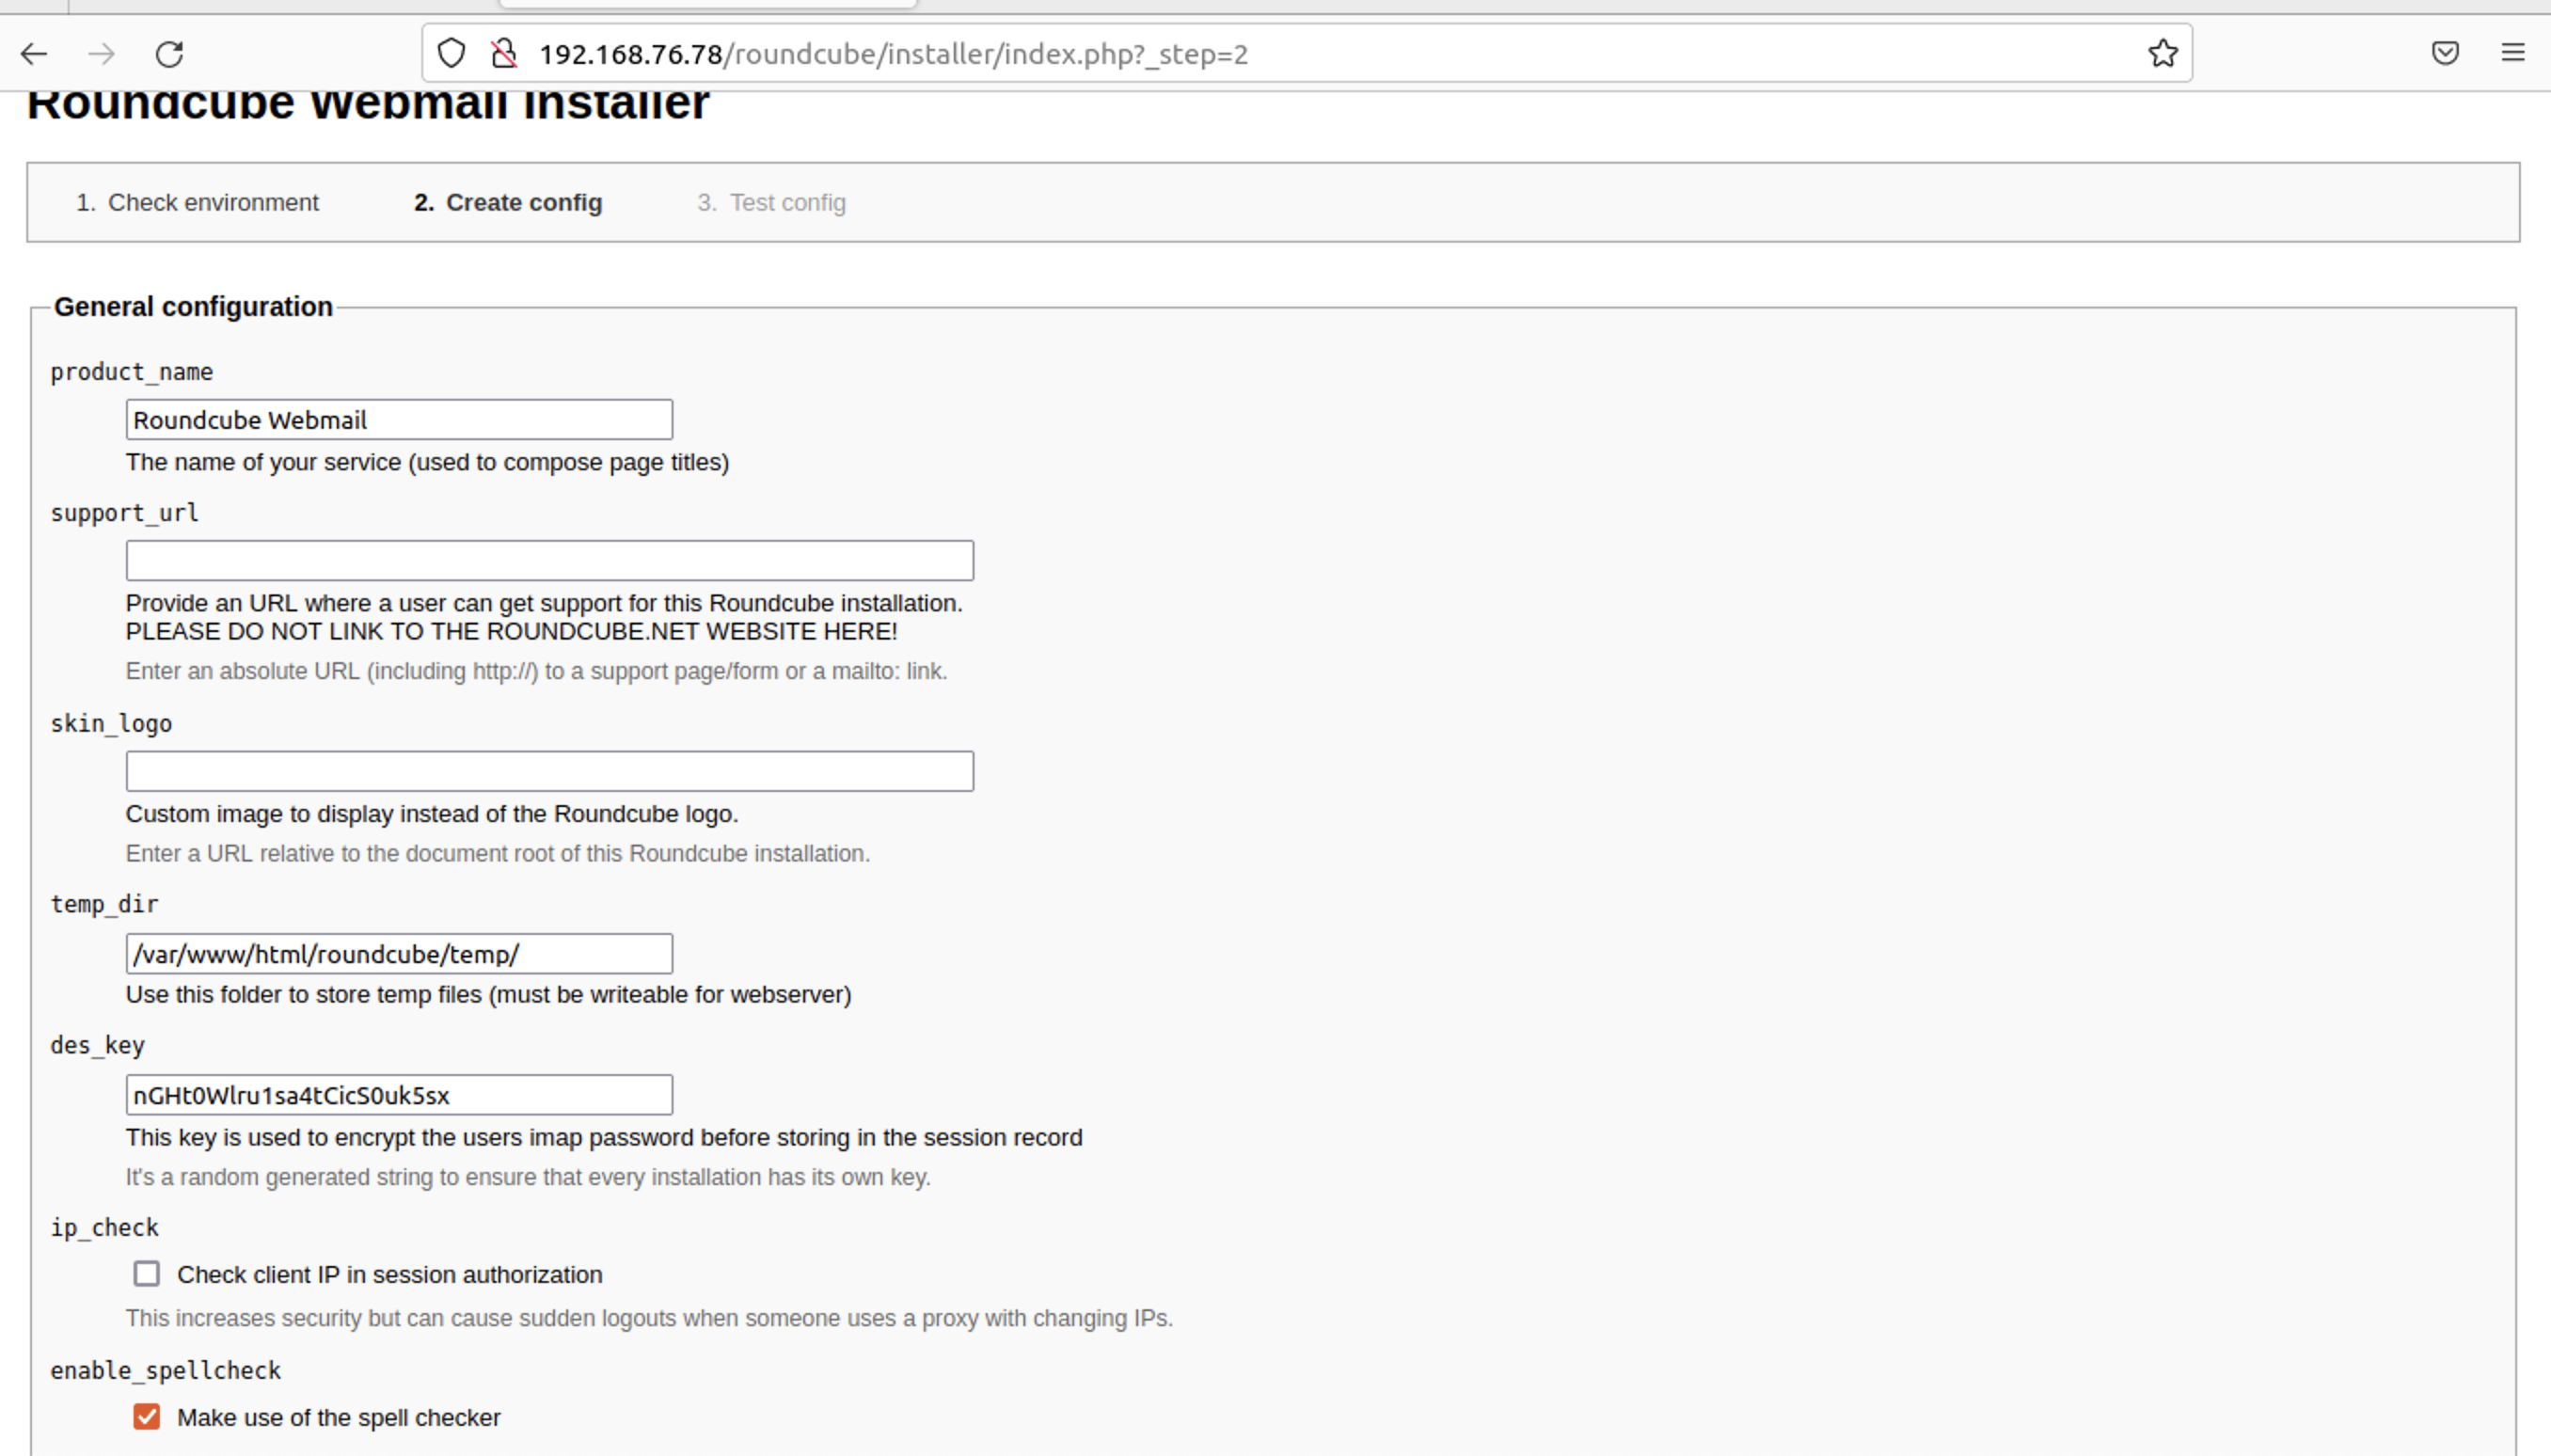 192.168.76.78/roundcube/installer/index.php?_step=2
Roundcube Webmail Installer
1. Check environment 2. Create config 3. Test config
General configuration
product_name
Roundcube Webmail
The name of your service (used to compose page titles)
support_url
Provide an URL where a user can get support for this Roundcube installation.
PLEASE DO NOT LINK TO THE ROUNDCUBE.NET WEBSITE HERE!
Enter an absolute URL (including http://) to a support page/form or a mailto: link.
skin_logo
Custom image to display instead of the Roundcube logo.
Enter a URL relative to the document root of this Roundcube installation.
temp_dir
/var/www/html/roundcube/temp/
Use this folder to store temp files (must be writeable for webserver)
des_key
nGHt0Wlru1sa4tCicS0uk5sx
This key is used to encrypt the users imap password before storing in the session record
It's a random generated string to ensure that every installation has its own key.
ip_check
Check client IP in session authorization
This increases security but can cause sudden logouts when someone uses a proxy with changing IPs.
enable_spellcheck
Make use of the spell checker